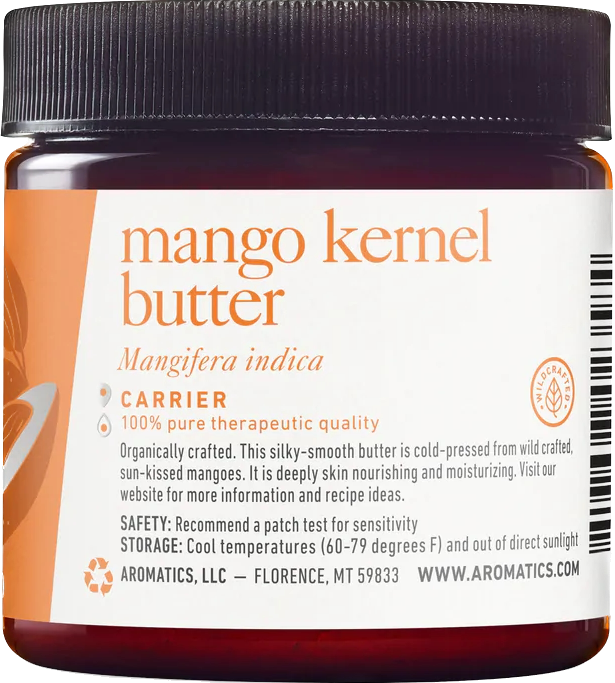 mango kernel
butter
Mangifera indica
CARRIER
100% pure therapeutic quality
WILDCRAFTED
Organically crafted. This silky-smooth butter is cold-pressed from wild crafted,
sun-kissed mangoes. It is deeply skin nourishing and moisturizing. Visit our
website for more information and recipe ideas.
SAFETY: Recommend a patch test for sensitivity
STORAGE: Cool temperatures (60-79 degrees F) and out of direct sunlight
AROMATICS, LLC — FLORENCE, MT 59833 WWW.AROMATICS.COM